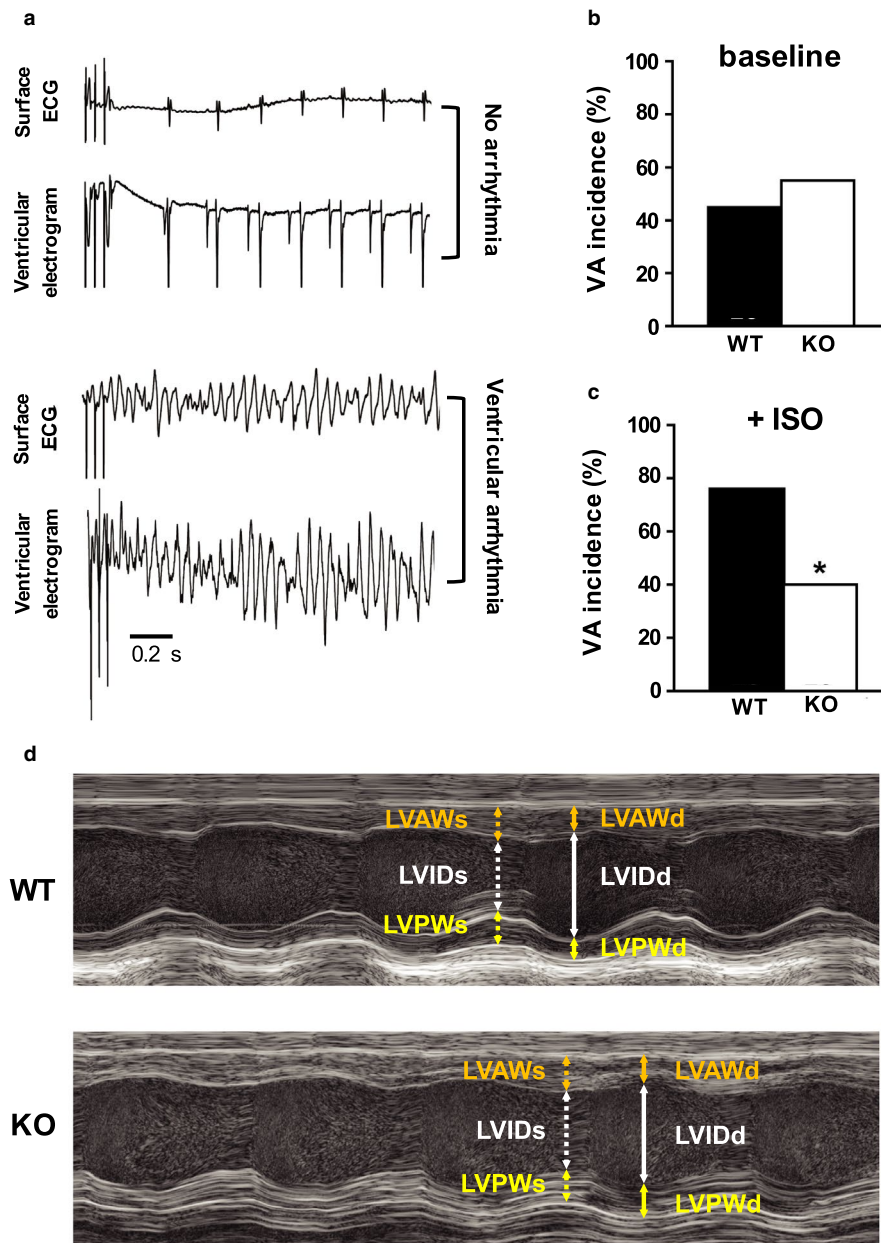 a
Surface
ECG
Ventricular
electrogram
No arrhythmia
Surface
ECG
Ventricular
electrogram
Ventricular arrhythmia
0.2 s
b
baseline
VA incidence (%)
100
80
60
40
20
0
WT
KO
c
+ ISO
VA incidence (%)
100
80
60
40
20
0
*
WT
KO
d
WT
LVAWs
LVAWd
LVIDs
LVIDd
LVPWs
LVPWd
KO
LVAWs
LVAWd
LVIDs
LVIDd
LVPWs
LVPWd